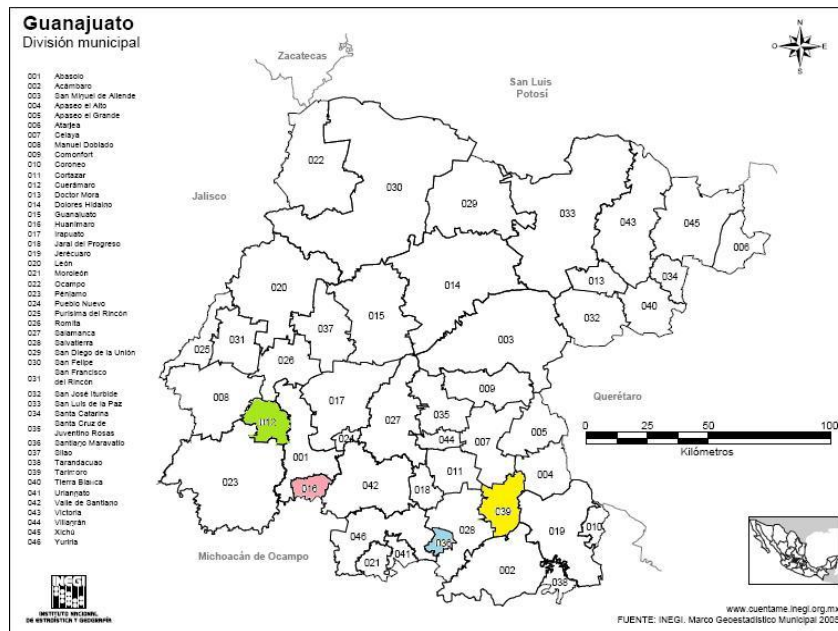 Guanajuato
División municipal
001 Abasolo
002 Acámbaro
003 San Miguel de Allende
004 Apaseo el Alto
005 Apaseo el Grande
006 Atarjea
007 Celaya
008 Manuel Doblado
009 Comonfort
010 Coroneo
011 Cortazar
012 Cuerámaro
013 Doctor Mora
014 Dolores Hidalgo
015 Guanajuato
016 Huanímaro
017 Irapuato
018 Jaral del Progreso
019 Jerécuaro
020 León
021 Moroleón
022 Ocampo
023 Pénjamo
024 Pueblo Nuevo
025 Purísima del Rincón
026 Romita
027 Salamanca
028 Salvatierra
029 San Diego de la Unión
030 San Felipe
031 San Francisco
del Rincón
032 San José Iturbide
033 San Luis de la Paz
034 Santa Catarina
035 Santa Cruz de
Juventino Rosas
036 Santiago Maravatío
037 Silao
038 Tarandacuao
039 Tarimoro
040 Tierra Blanca
041 Uriangato
042 Valle de Santiago
043 Victoria
044 Villagrán
045 Xichú
046 Yuriria
N
O E
S
Zacatecas
San Luis
Potosí
Jalisco
Querétaro
Michoacán de Ocampo
022
030
029
033
043
045
006
034
013
040
032
020
014
037
015
003
031
025
026
009
008
017
027
035
012
024
044
007
005
001
011
004
023
016
042
018
039
028
019
010
046
036
041
021
002
038
0 25 50 100
Kilómetros
INEGI
INSTITUTO NACIONAL
DE ESTADÍSTICA Y GEOGRAFÍA
www.cuentame.inegi.org.mx
FUENTE: INEGI. Marco Geoestadístico Municipal 2005